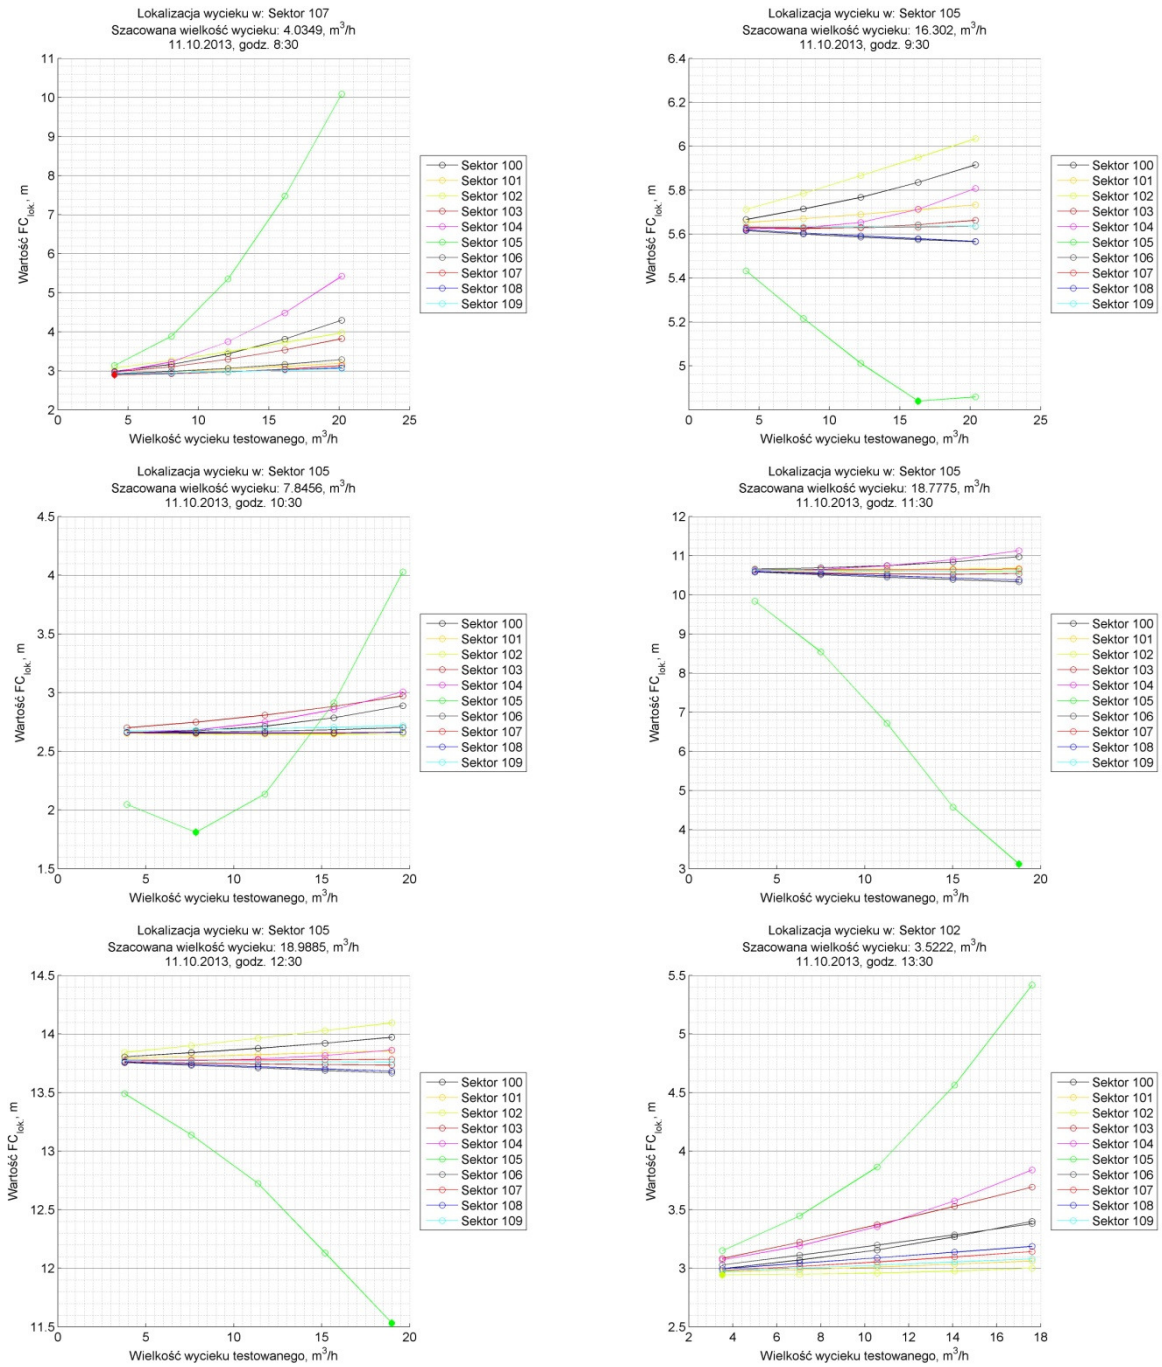 Lokalizacja wycieku w: Sektor 107
Szacowana wielkość wycieku: 4.0349, m³/h
11.10.2013, godz. 8:30
11
10
9
8
7
6
5
4
3
2
0
5
10
15
20
25
Wartość FClok., m
Wielkość wycieku testowanego, m³/h
Sektor 100
Sektor 101
Sektor 102
Sektor 103
Sektor 104
Sektor 105
Sektor 106
Sektor 107
Sektor 108
Sektor 109
Lokalizacja wycieku w: Sektor 105
Szacowana wielkość wycieku: 16.302, m³/h
11.10.2013, godz. 9:30
6.4
6.2
6
5.8
5.6
5.4
5.2
5
0
5
10
15
20
25
Wartość FClok., m
Wielkość wycieku testowanego, m³/h
Sektor 100
Sektor 101
Sektor 102
Sektor 103
Sektor 104
Sektor 105
Sektor 106
Sektor 107
Sektor 108
Sektor 109
Lokalizacja wycieku w: Sektor 105
Szacowana wielkość wycieku: 7.8456, m³/h
11.10.2013, godz. 10:30
4.5
4
3.5
3
2.5
2
1.5
0
5
10
15
20
Wartość FClok., m
Wielkość wycieku testowanego, m³/h
Sektor 100
Sektor 101
Sektor 102
Sektor 103
Sektor 104
Sektor 105
Sektor 106
Sektor 107
Sektor 108
Sektor 109
Lokalizacja wycieku w: Sektor 105
Szacowana wielkość wycieku: 18.7775, m³/h
11.10.2013, godz. 11:30
12
11
10
9
8
7
6
5
4
3
0
5
10
15
20
Wartość FClok., m
Wielkość wycieku testowanego, m³/h
Sektor 100
Sektor 101
Sektor 102
Sektor 103
Sektor 104
Sektor 105
Sektor 106
Sektor 107
Sektor 108
Sektor 109
Lokalizacja wycieku w: Sektor 105
Szacowana wielkość wycieku: 18.9885, m³/h
11.10.2013, godz. 12:30
14.5
14
13.5
13
12.5
12
11.5
0
5
10
15
20
Wartość FClok., m
Wielkość wycieku testowanego, m³/h
Sektor 100
Sektor 101
Sektor 102
Sektor 103
Sektor 104
Sektor 105
Sektor 106
Sektor 107
Sektor 108
Sektor 109
Lokalizacja wycieku w: Sektor 102
Szacowana wielkość wycieku: 3.5222, m³/h
11.10.2013, godz. 13:30
5.5
5
4.5
4
3.5
3
2.5
2
4
6
8
10
12
14
16
18
Wartość FClok., m
Wielkość wycieku testowanego, m³/h
Sektor 100
Sektor 101
Sektor 102
Sektor 103
Sektor 104
Sektor 105
Sektor 106
Sektor 107
Sektor 108
Sektor 109